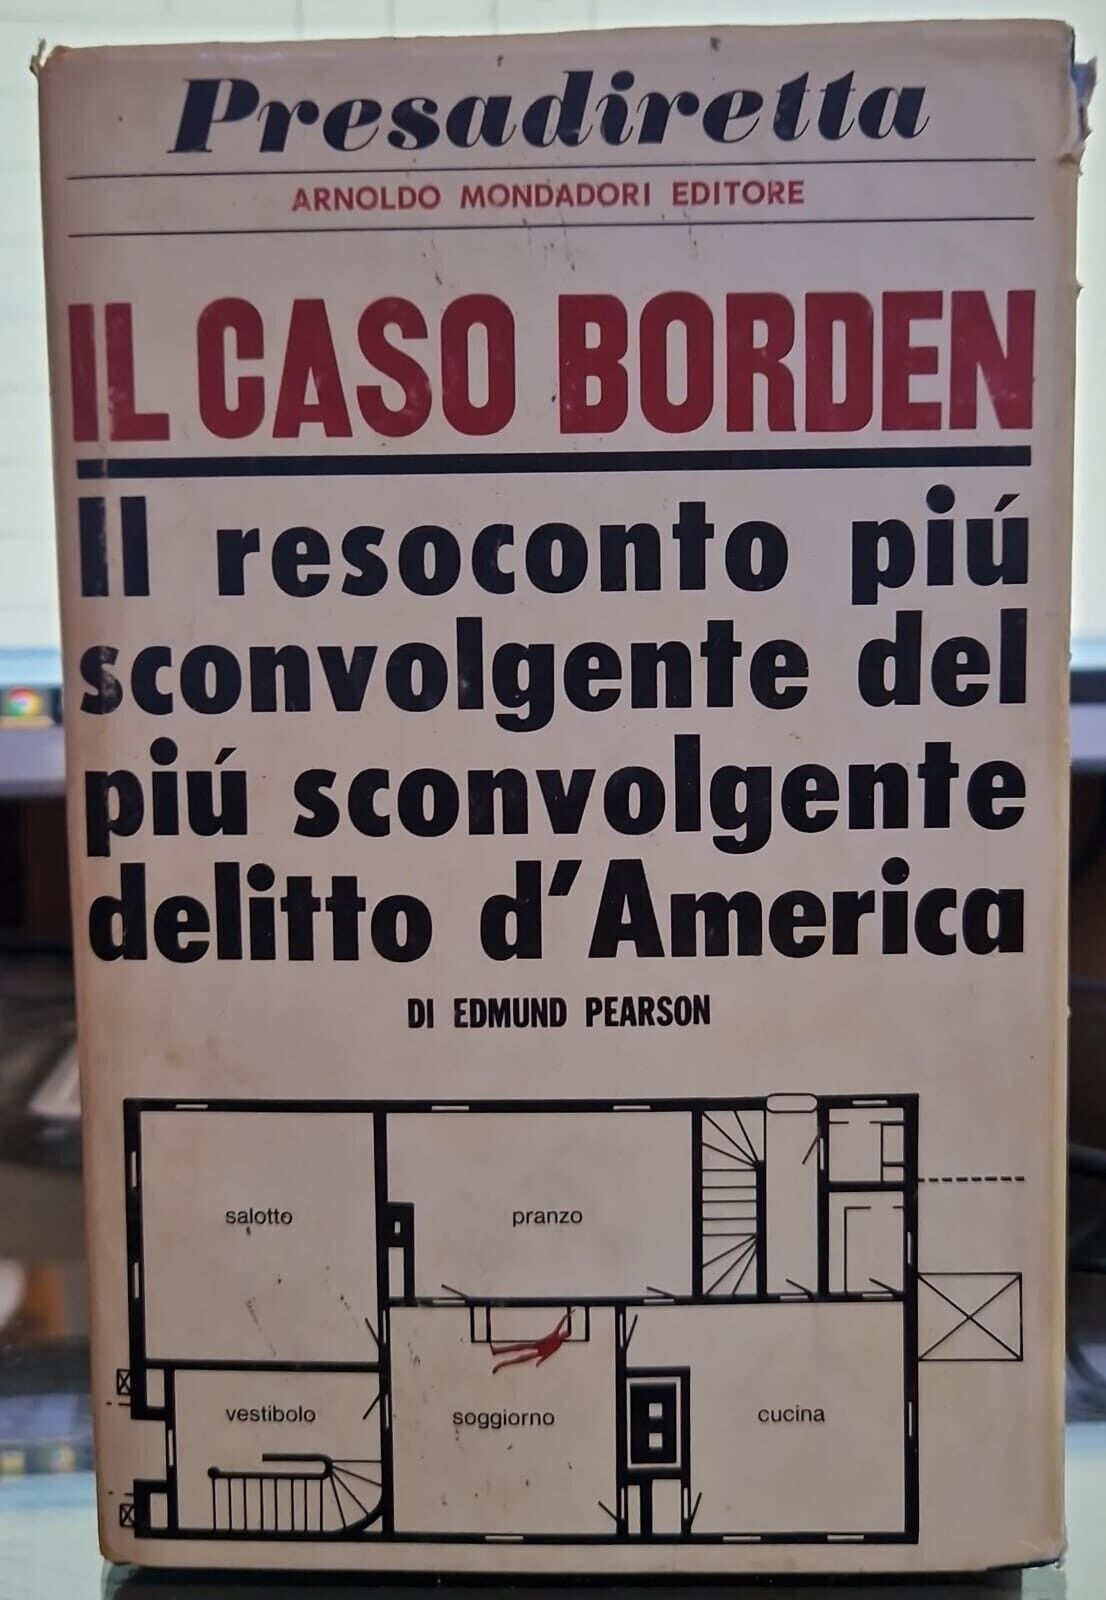 Presadiretta
ARNOLDO MONDADORI EDITORE
IL CASO BORDEN
Il resoconto piú
sconvolgente del
piú sconvolgente
delitto d'America
DI EDMUND PEARSON
salotto
pranzo
vestibolo
soggiorno
cucina